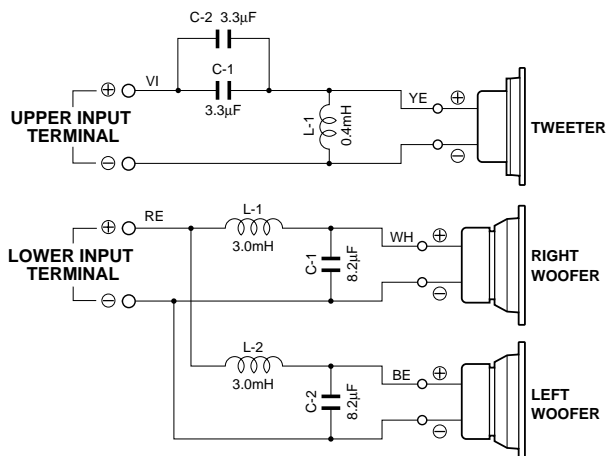 C-2 3.3μF
C-1
3.3μF
⊕ VI
UPPER INPUT
TERMINAL
⊖
L-1
0.4mH
YE ⊕
⊖
TWEETER
⊕ RE
LOWER INPUT
TERMINAL
⊖
L-1
3.0mH
C-1
8.2μF
WH ⊕
⊖
RIGHT
WOOFER
L-2
3.0mH
C-2
8.2μF
BE ⊕
⊖
LEFT
WOOFER